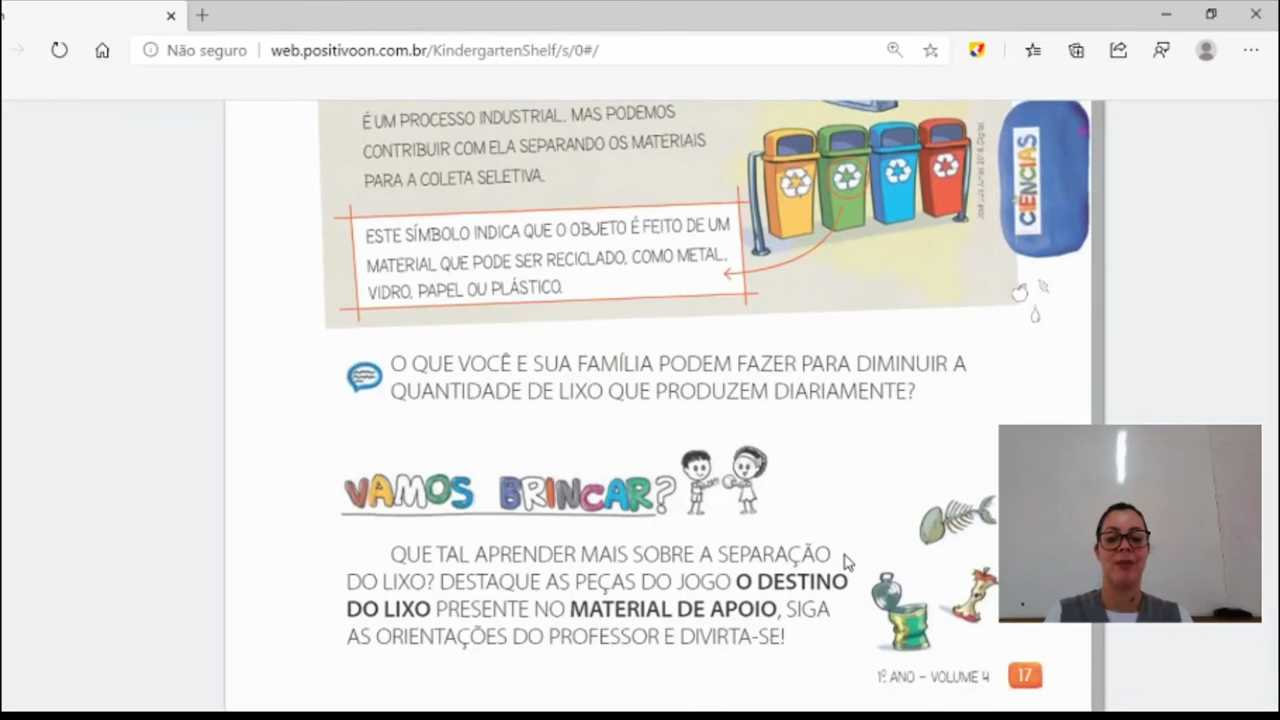 Não seguro
web.positivoon.com.br/KindergartenShelf/s/0#/
É UM PROCESSO INDUSTRIAL, MAS PODEMOS
CONTRIBUIR COM ELA SEPARANDO OS MATERIAIS
PARA A COLETA SELETIVA.
ESTE SÍMBOLO INDICA QUE O OBJETO É FEITO DE UM
MATERIAL QUE PODE SER RECICLADO, COMO METAL,
VIDRO, PAPEL OU PLÁSTICO.
CIÊNCIAS
O QUE VOCÊ E SUA FAMÍLIA PODEM FAZER PARA DIMINUIR A
QUANTIDADE DE LIXO QUE PRODUZEM DIARIAMENTE?
VAMOS BRINCAR?
QUE TAL APRENDER MAIS SOBRE A SEPARAÇÃO
DO LIXO? DESTAQUE AS PEÇAS DO JOGO O DESTINO
DO LIXO PRESENTE NO MATERIAL DE APOIO, SIGA
AS ORIENTAÇÕES DO PROFESSOR E DIVIRTA-SE!
1º. ANO – VOLUME 4
17